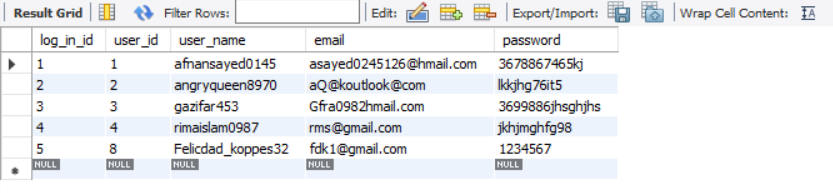 Result Grid Filter Rows: Edit: Export/Import: Wrap Cell Content: IA
log_in_id user_id user_name email password
1 1 afnansayed0145 asayed0245126@hmail.com 3678867465kj
2 2 angryqueen8970 aQ@koutlook@com lkkjhg76it5
3 3 gazifar453 Gfra0982hmail.com 3699886jhsghjhs
4 4 rimaislam0987 rms@gmail.com jkhjmghfg98
5 8 Felicdad_koppes32 fdk1@gmail.com 1234567
NULL NULL NULL NULL NULL